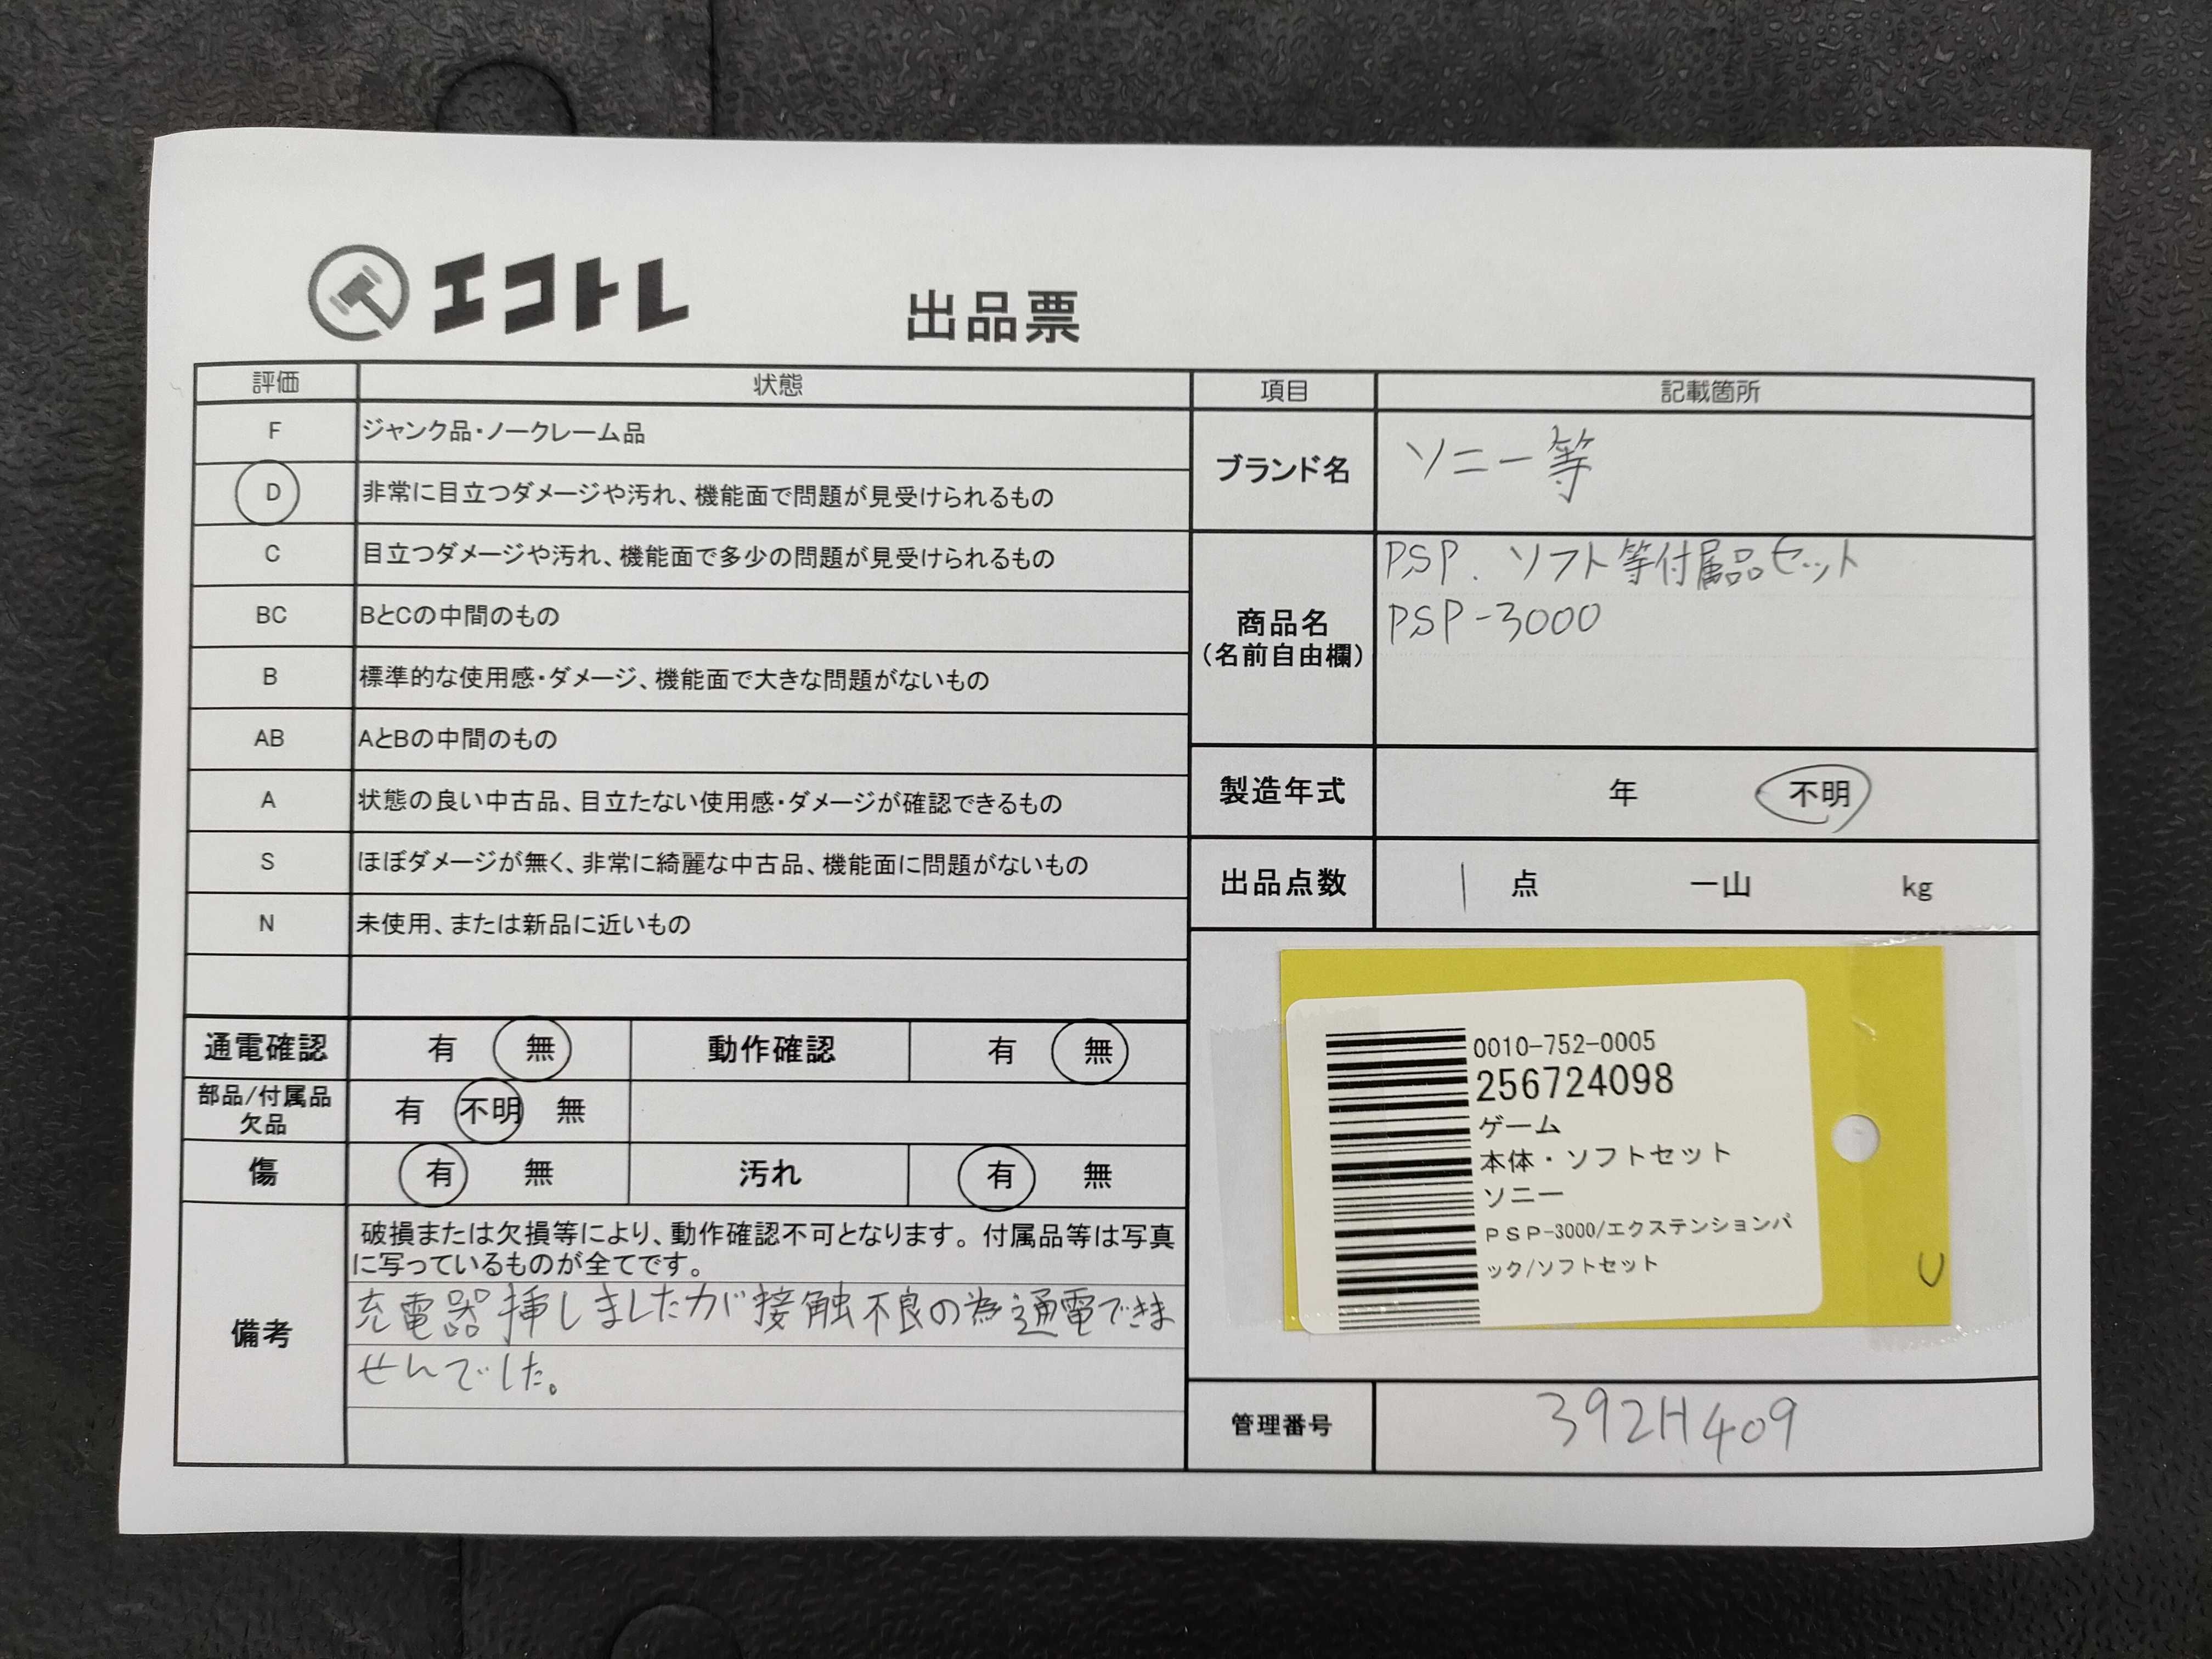 エコトレ
出品票
評価 状態
F ジャンク品・ノークレーム品
D 非常に目立つダメージや汚れ、機能面で問題が見受けられるもの
C 目立つダメージや汚れ、機能面で多少の問題が見受けられるもの
BC BとCの中間のもの
B 標準的な使用感・ダメージ、機能面で大きな問題がないもの
AB AとBの中間のもの
A 状態の良い中古品、目立たない使用感・ダメージが確認できるもの
S ほぼダメージが無く、非常に綺麗な中古品、機能面に問題がないもの
N 未使用、または新品に近いもの
通電確認 有 無 動作確認 有 無
部品/付属品
欠品
有 不明 無
傷 有 無 汚れ 有 無
備考
破損または欠損等により、動作確認不可となります。付属品等は写真
に写っているものが全てです。
充電器挿しましたが接触不良の為通電できま
せんでした。
項目 記載箇所
ブランド名 ソニー等
商品名
(名前自由欄)
PSP. ソフト等付属品セット
PSP-3000
製造年式 年 不明
出品点数 1 点 一山 kg
0010-752-0005
256724098
ゲーム
本体・ソフトセット
ソニー
PSP-3000/エクステンションパ
ック/ソフトセット
U
管理番号 392H409